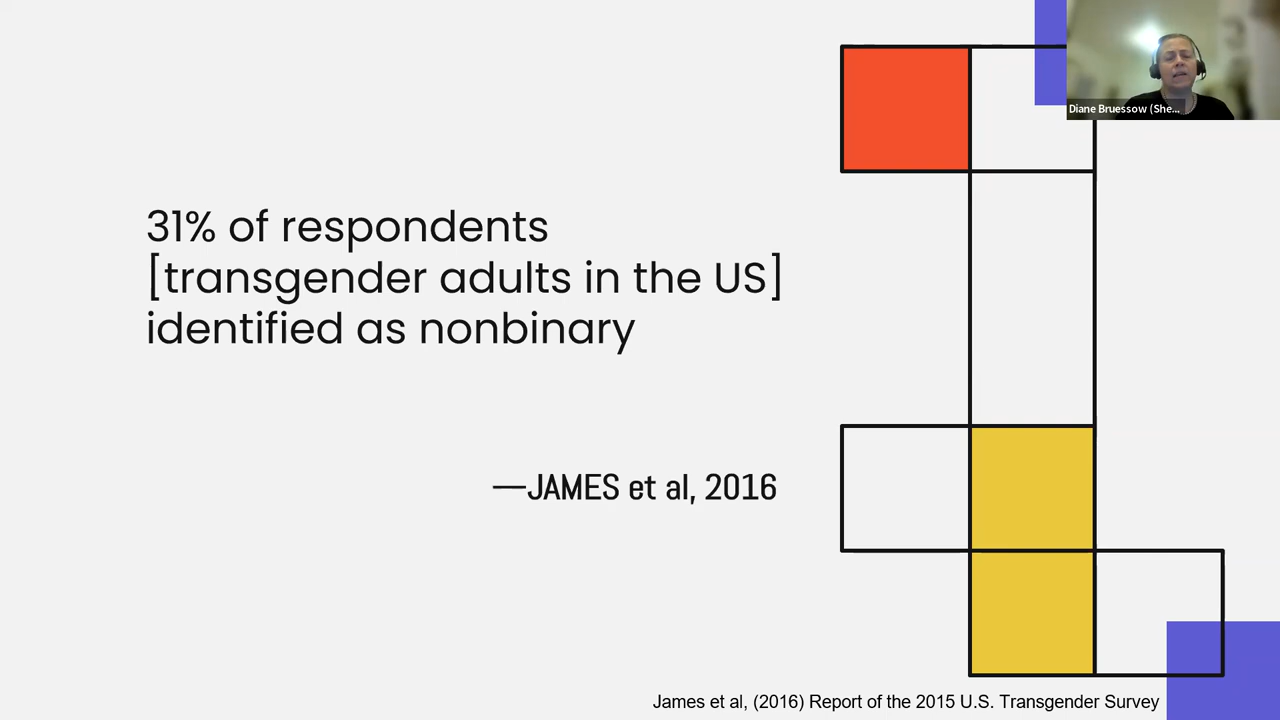 Diane Bruessow (She...
31% of respondents
[transgender adults in the US]
identified as nonbinary
—JAMES et al, 2016
James et al, (2016) Report of the 2015 U.S. Transgender Survey